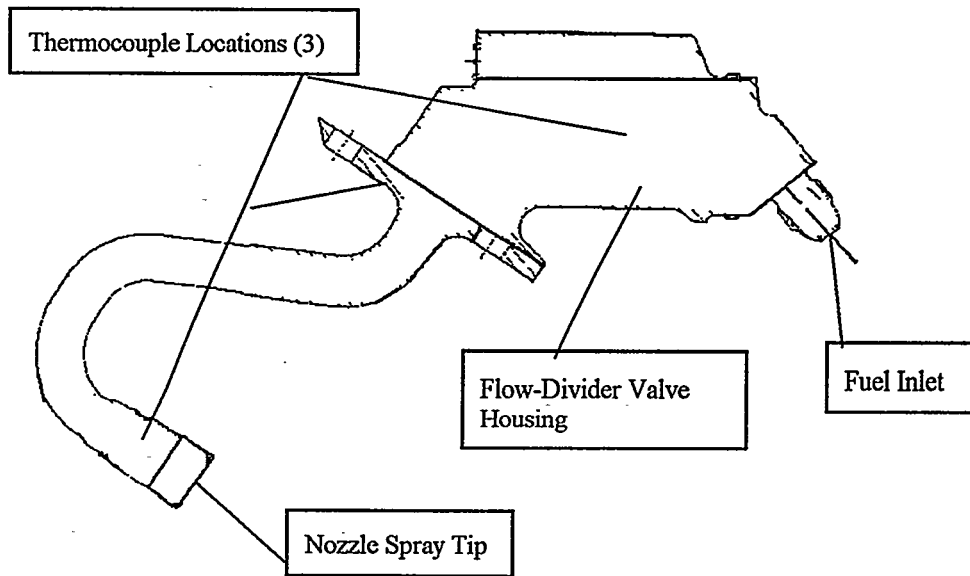 Thermocouple Locations (3)
Flow-Divider Valve
Housing
Fuel Inlet
Nozzle Spray Tip